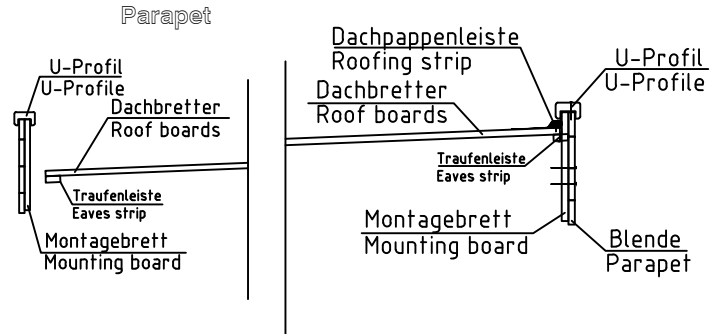 Parapet
U-Profil
U-Profile
Dachbretter
Roof boards
Traufenleiste
Eaves strip
Montagebrett
Mounting board
Dachpappenleiste
Roofing strip
Dachbretter
Roof boards
U-Profil
U-Profile
Traufenleiste
Eaves strip
Montagebrett
Mounting board
Blende
Parapet